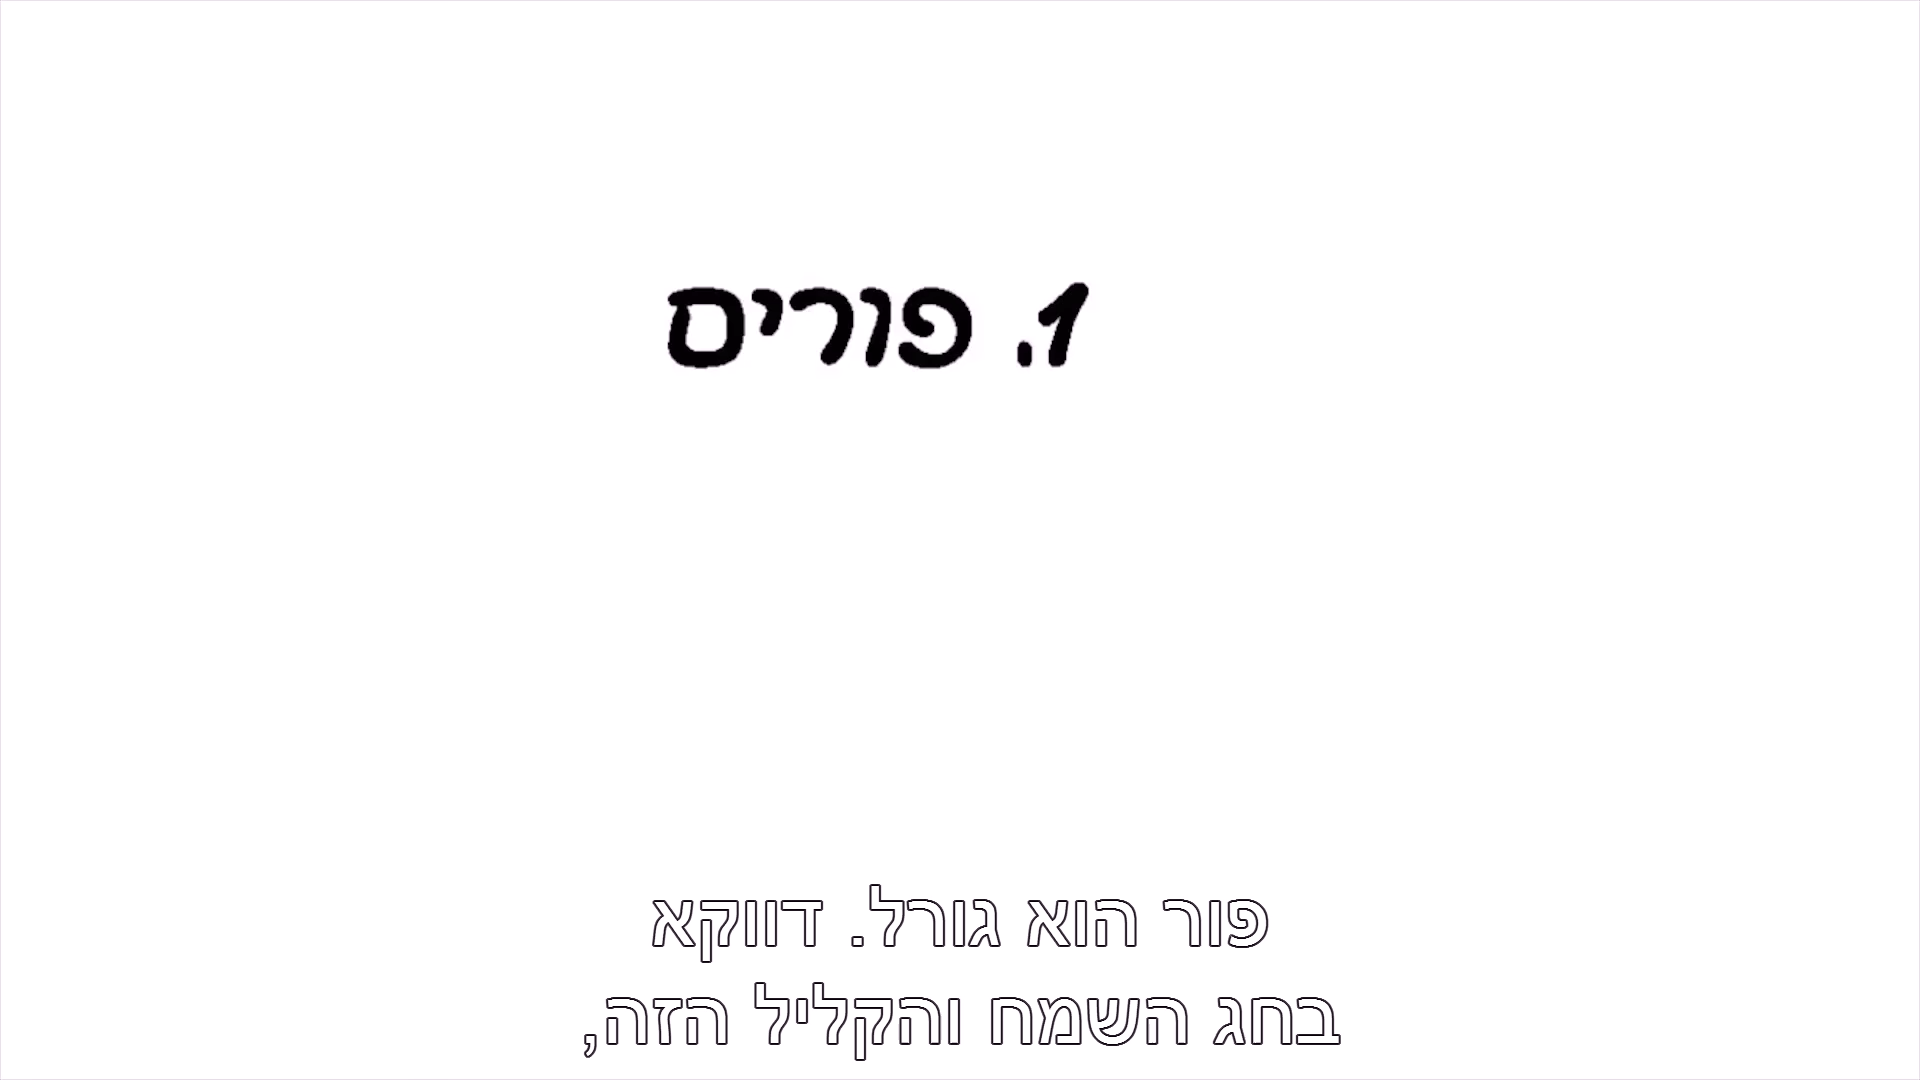 1. פורים
פור הוא גורל. דווקא
בחג השמח והקליל הזה,